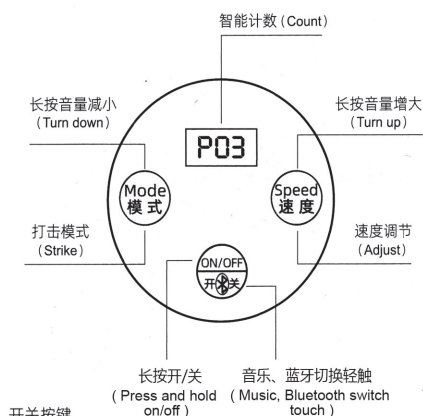 智能计数 (Count)
长按音量减小
(Turn down)
长按音量增大
(Turn up)
P03
Mode
模式
Speed
速度
打击模式
(Strike)
速度调节
(Adjust)
ON/OFF
开 关
长按开/关
( Press and hold
on/off )
音乐、蓝牙切换轻触
( Music, Bluetooth switch
touch )
开关按键